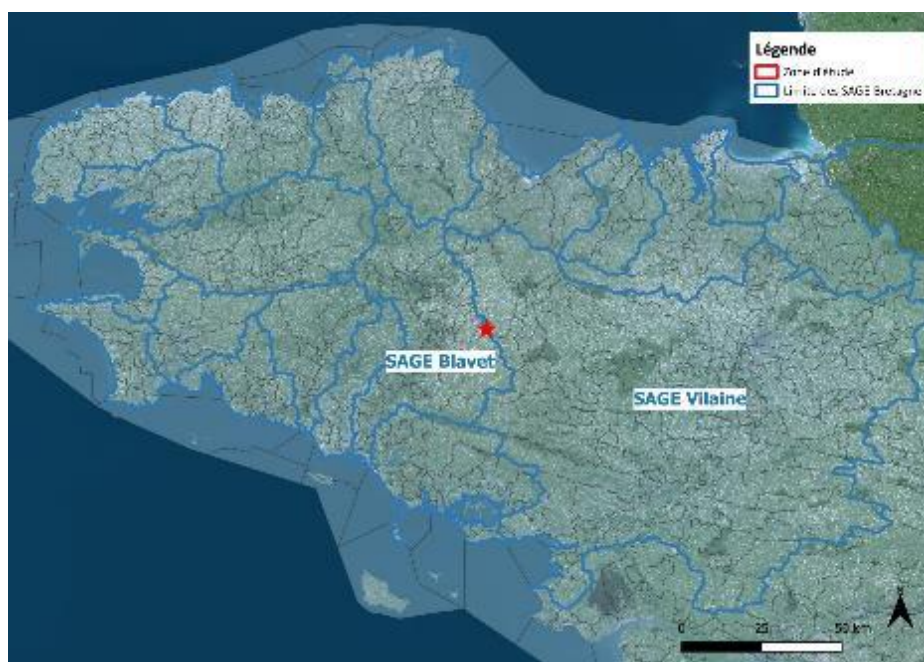 Légende
Zone d'étude
Limite des SAGE Bretagne
SAGE Blavet
SAGE Vilaine
N
0 25 50 km